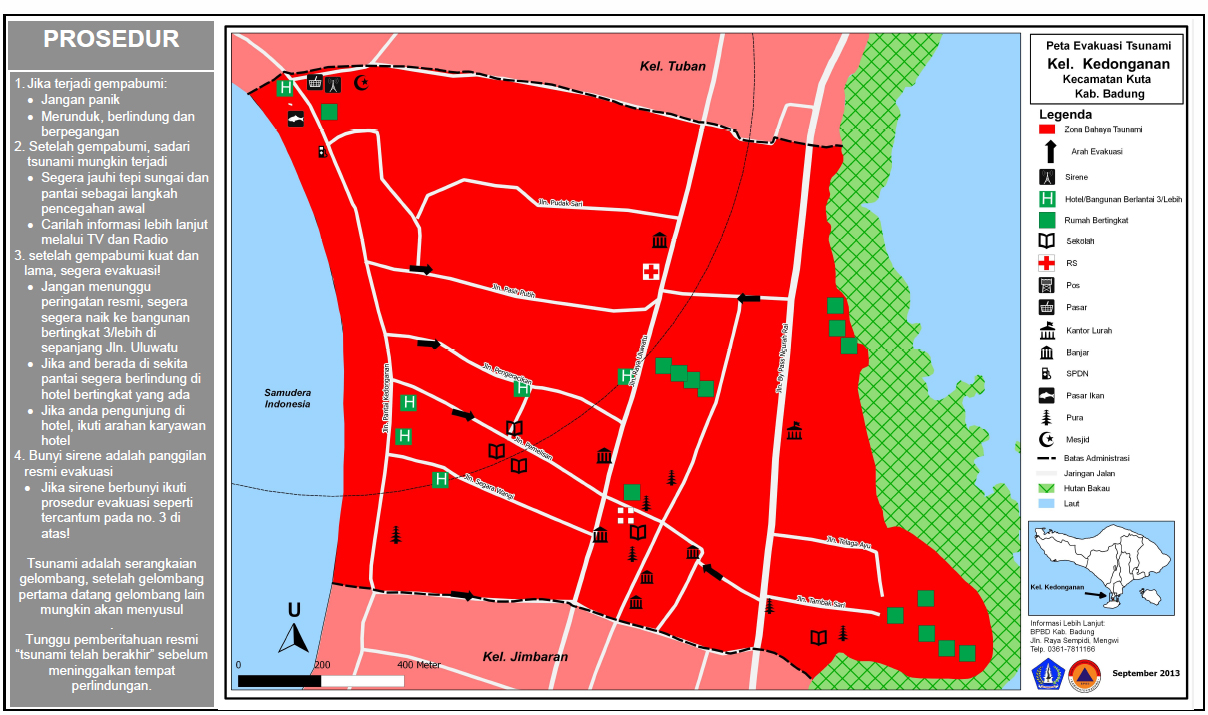 PROSEDUR
1. Jika terjadi gempabumi:
• Jangan panik
• Merunduk, berlindung dan
berpegangan
2. Setelah gempabumi, sadari
tsunami mungkin terjadi
• Segera jauhi tepi sungai dan
pantai sebagai langkah
pencegahan awal
• Carilah informasi lebih lanjut
melalui TV dan Radio
3. setelah gempabumi kuat dan
lama, segera evakuasi!
• Jangan menunggu
peringatan resmi, segera
segera naik ke bangunan
bertingkat 3/lebih di
sepanjang Jln. Uluwatu
• Jika and berada di sekita
pantai segera berlindung di
hotel bertingkat yang ada
• Jika anda pengunjung di
hotel, ikuti arahan karyawan
hotel
4. Bunyi sirene adalah panggilan
resmi evakuasi
• Jika sirene berbunyi ikuti
prosedur evakuasi seperti
tercantum pada no. 3 di
atas!
Tsunami adalah serangkaian
gelombang, setelah gelombang
pertama datang gelombang lain
mungkin akan menyusul
.
Tunggu pemberitahuan resmi
“tsunami telah berakhir” sebelum
meninggalkan tempat
perlindungan.
Kel. Tuban
H
Jln. Pudak Sari
Jln. Pasir Putih
Jln. Raya Uluwatu
Jln. By Pass Ngurah Rai
Jln. Pengeracikan
H
H
Jln. Pantai Kedonganan
Samudera
Indonesia
H
H
Jln. Pemelisan
H
Jln. Segara Wangi
Jln. Telaga Ayu
Jln. Tambak Sari
U
Kel. Jimbaran
0 200 400 Meter
Peta Evakuasi Tsunami
Kel. Kedonganan
Kecamatan Kuta
Kab. Badung
Legenda
Zona Bahaya Tsunami
Arah Evakuasi
Sirene
H Hotel/Bangunan Berlantai 3/Lebih
Rumah Bertingkat
Sekolah
RS
Pos
Pasar
Kantor Lurah
Banjar
SPDN
Pasar Ikan
Pura
Mesjid
Batas Administrasi
Jaringan Jalan
Hutan Bakau
Laut
Kel. Kedonganan
Informasi Lebih Lanjut:
BPBD Kab. Badung
Jln. Raya Sempidi, Mengwi
Telp. 0361-7811166
September 2013